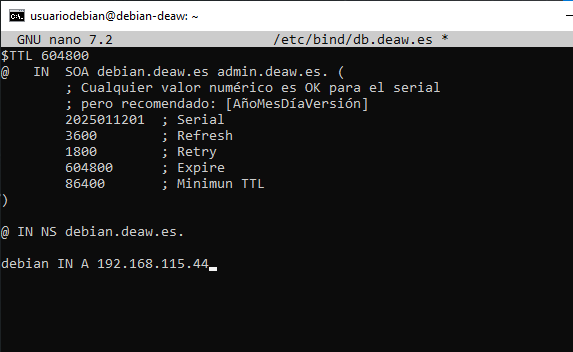 usuariodebian@debian-deaw: ~
GNU nano 7.2 /etc/bind/db.deaw.es *
$TTL 604800
@ IN SOA debian.deaw.es admin.deaw.es. (
; Cualquier valor numérico es OK para el serial
; pero recomendado: [AñoMesDíaVersión]
2025011201 ; Serial
3600 ; Refresh
1800 ; Retry
604800 ; Expire
86400 ; Minimun TTL
)
@ IN NS debian.deaw.es.
debian IN A 192.168.115.44